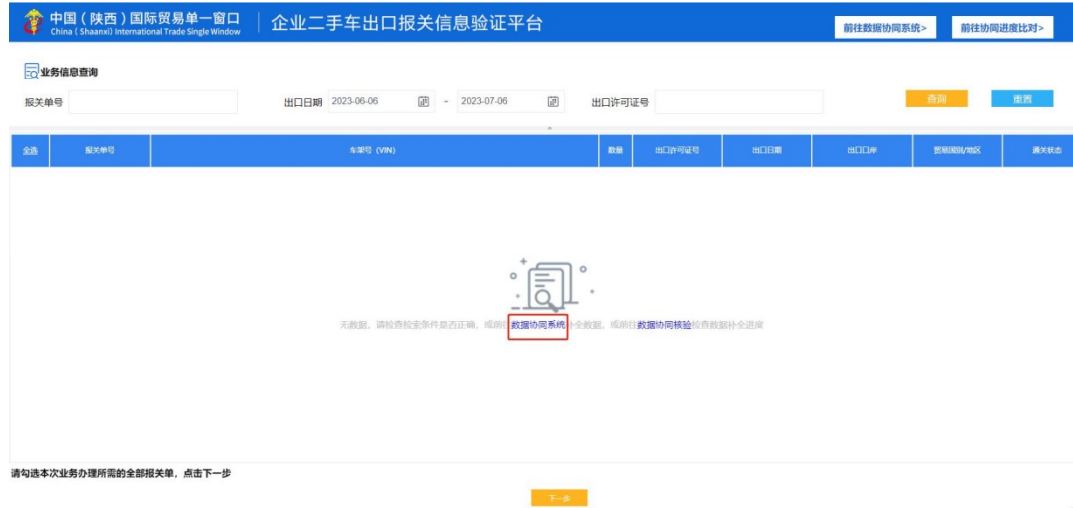 中国（陕西）国际贸易单一窗口
China ( Shaanxi) International Trade Single Window
企业二手车出口报关信息验证平台
前往数据协同系统>
前往协同进度比对>
业务信息查询
报关单号
出口日期 2023-06-06 - 2023-07-06
出口许可证号
查询
重置
全选 报关单号 车架号 (VIN) 数量 出口许可证号 出口日期 出口口岸 贸易国别/地区 通关状态
无数据，请检查检索条件是否正确，或前往数据协同系统补全数据，或前往数据协同核验检查数据补全进度
请勾选本次业务办理所需的全部报关单，点击下一步
下一步